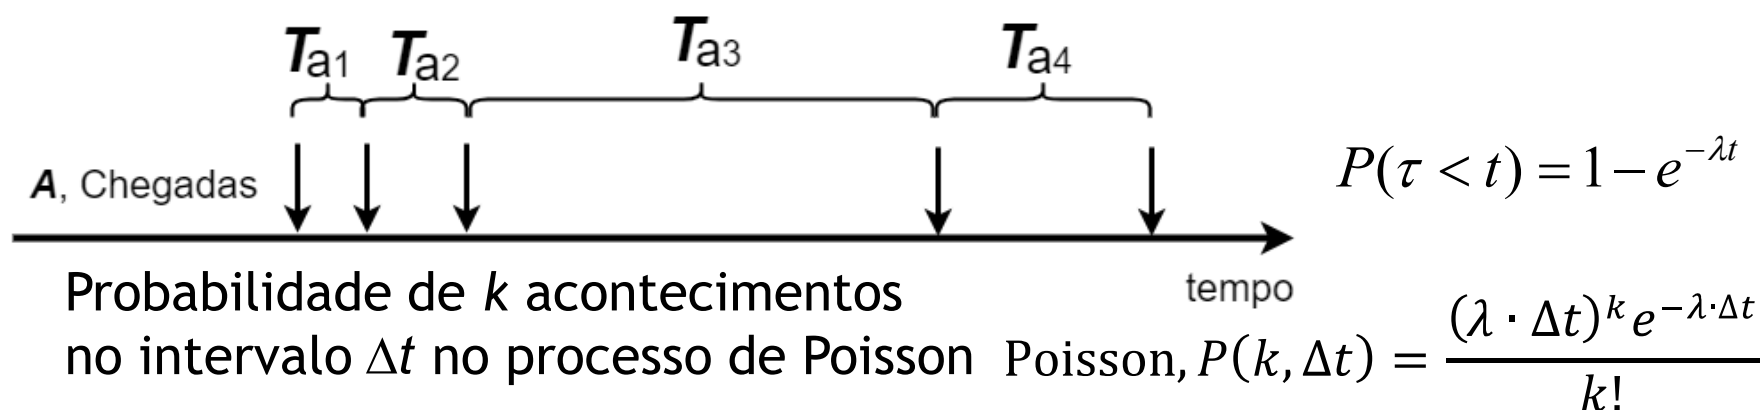 Ta1 Ta2 Ta3 Ta4
A, Chegadas
P(τ < t) = 1 − e^{−λt}
tempo
Probabilidade de k acontecimentos
no intervalo Δt no processo de Poisson
Poisson, P(k, Δt) = (λ · Δt)^k e^{−λ·Δt} / k!